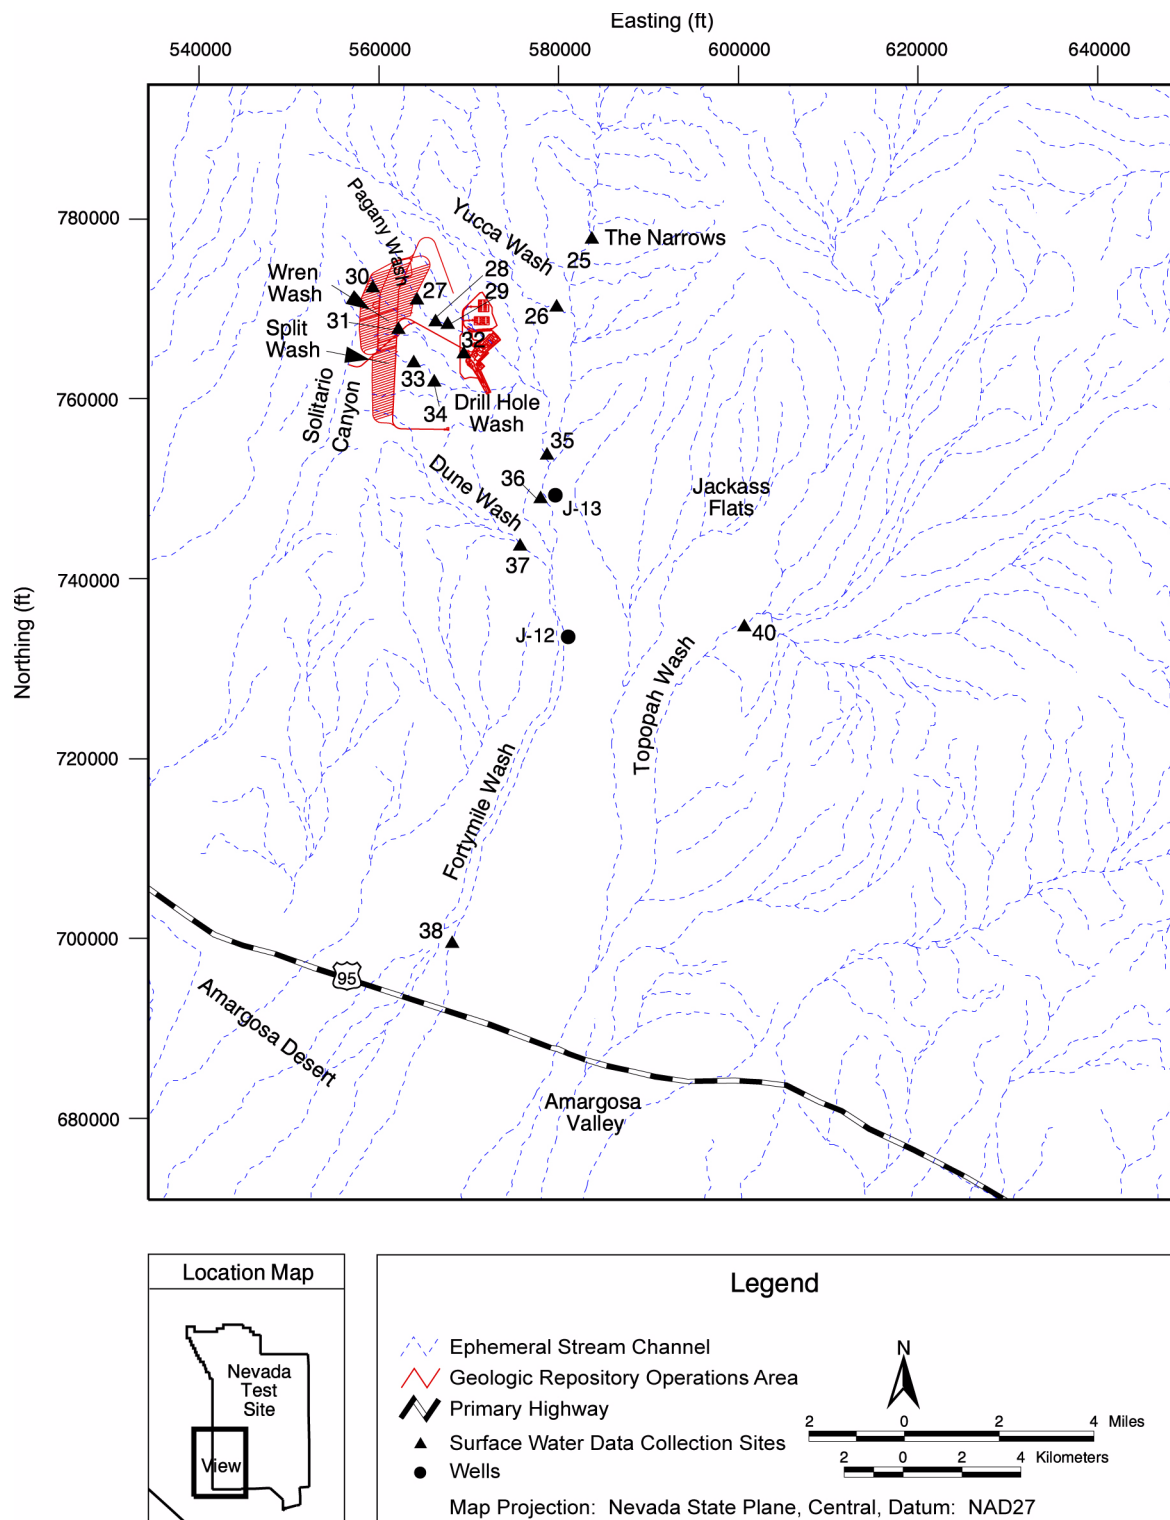 Easting (ft)
540000
560000
580000
600000
620000
640000
Northing (ft)
780000
760000
740000
720000
700000
680000
Pagany Wash
Yucca Wash
The Narrows
25
Wren
Wash
30
27
28
29
26
31
Split
Wash
32
33
34
Drill Hole
Wash
Solitario
Canyon
35
36
J-13
Jackass
Flats
Dune Wash
37
J-12
40
Topopah Wash
Fortymile Wash
38
95
Amargosa Desert
Amargosa
Valley
Location Map
Nevada
Test
Site
View
Legend
Ephemeral Stream Channel
Geologic Repository Operations Area
Primary Highway
Surface Water Data Collection Sites
Wells
N
2 0 2 4 Miles
2 0 2 4 Kilometers
Map Projection: Nevada State Plane, Central, Datum: NAD27